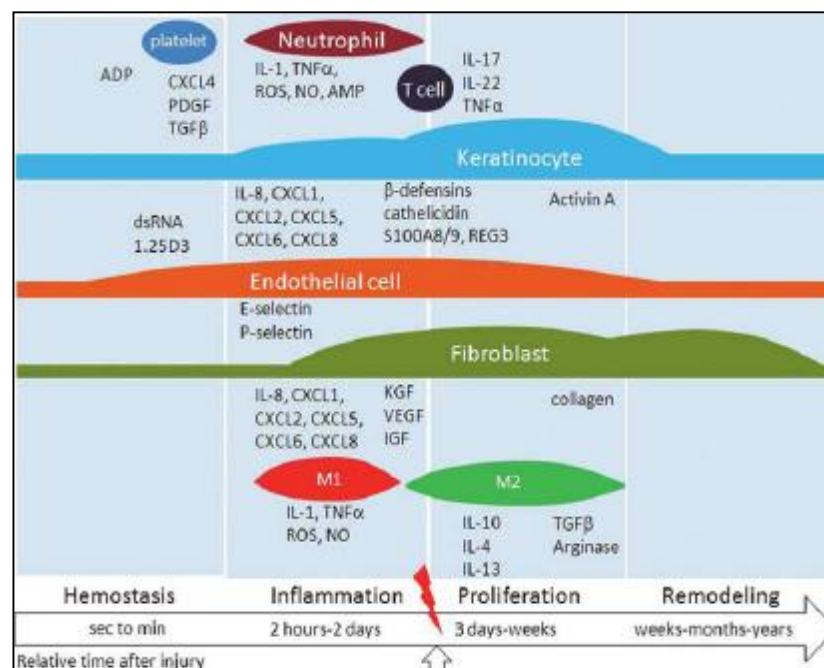 platelet
Neutrophil
ADP
CXCL4
PDGF
TGFβ
IL-1, TNFα,
ROS, NO, AMP
T cell
IL-17
IL-22
TNFα
Keratinocyte
dsRNA
1.25D3
IL-8, CXCL1,
CXCL2, CXCL5,
CXCL6, CXCL8
β-defensins
cathelicidin
S100A8/9, REG3
Activin A
Endothelial cell
E-selectin
P-selectin
Fibroblast
IL-8, CXCL1,
CXCL2, CXCL5,
CXCL6, CXCL8
KGF
VEGF
IGF
collagen
M1
M2
IL-1, TNFα
ROS, NO
IL-10
IL-4
IL-13
TGFβ
Arginase
Hemostasis
Inflammation
Proliferation
Remodeling
sec to min
2 hours-2 days
3 days-weeks
weeks-months-years
Relative time after injury